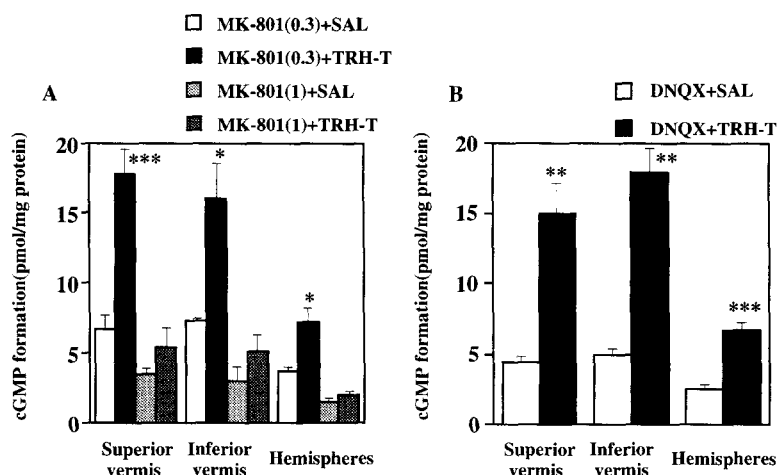 MK-801(0.3)+SAL
MK-801(0.3)+TRH-T
MK-801(1)+SAL
MK-801(1)+TRH-T
A
cGMP formation(pmol/mg protein)
20
15
10
5
0
***
*
*
Superior
vermis
Inferior
vermis
Hemispheres
DNQX+SAL
DNQX+TRH-T
B
cGMP formation(pmol/mg protein)
20
15
10
5
0
**
**
***
Superior
vermis
Inferior
vermis
Hemispheres